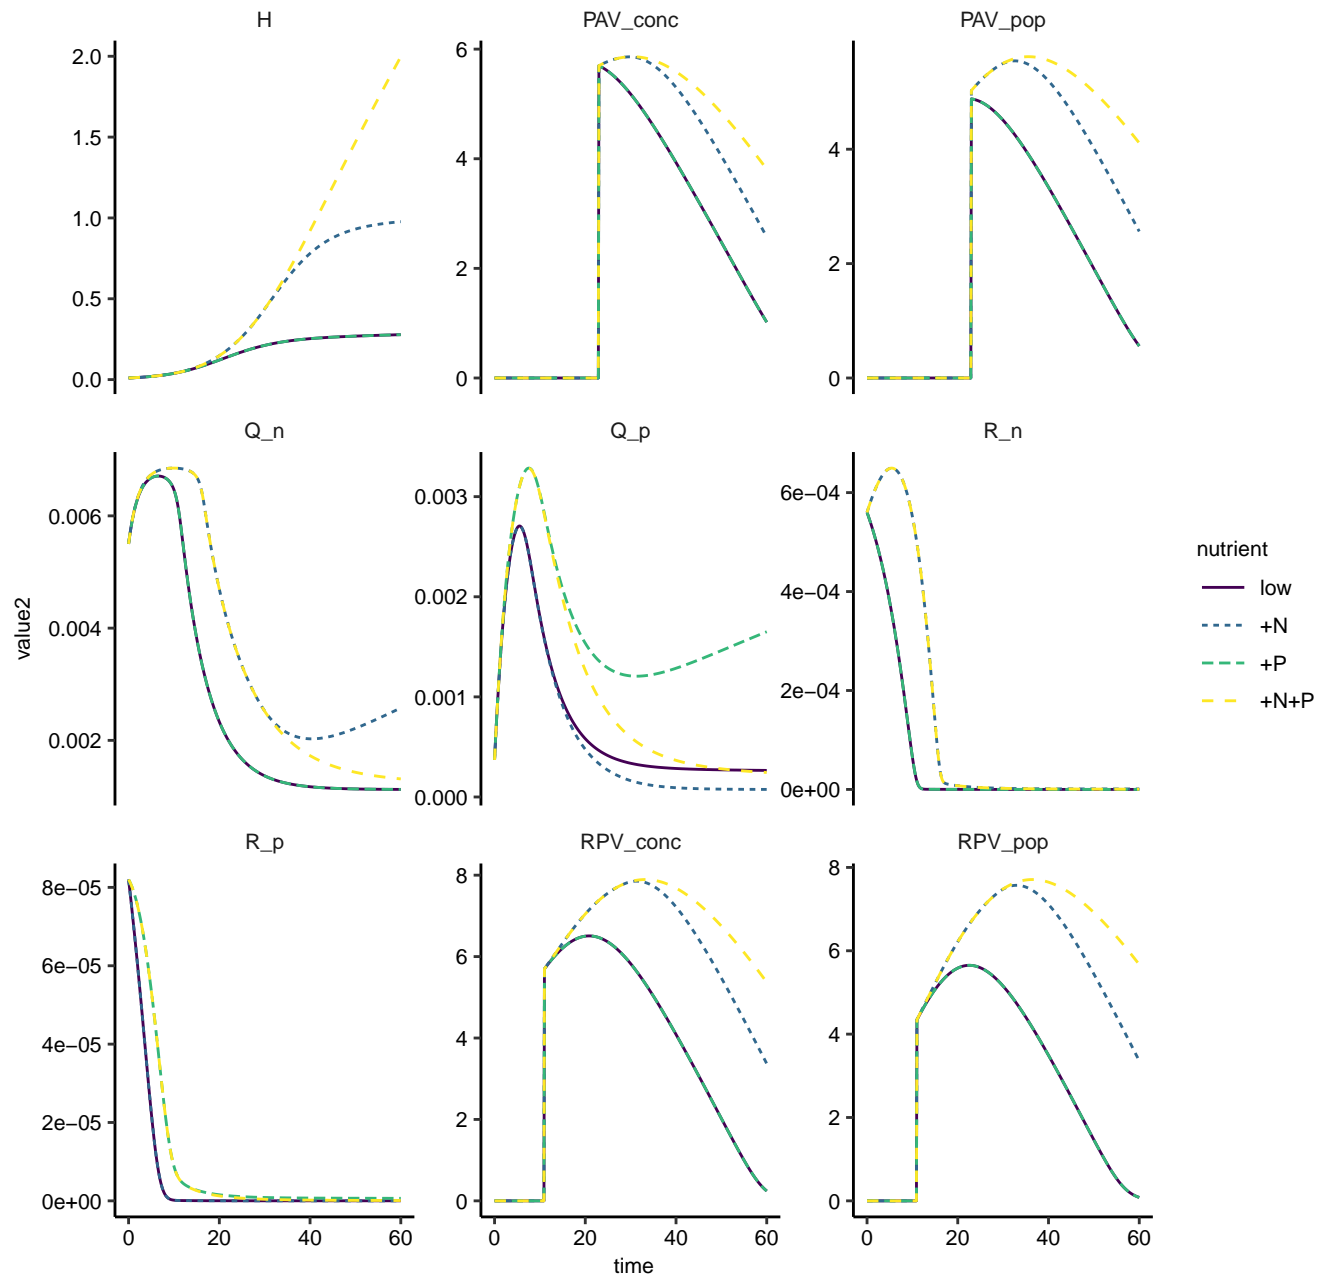 H
PAV_conc
PAV_pop
2.0
1.5
1.0
0.5
0.0
6
4
2
0
4
2
0
Q_n
Q_p
R_n
0.006
0.004
0.002
0.003
0.002
0.001
0.000
6e−04
4e−04
2e−04
0e+00
R_p
RPV_conc
RPV_pop
8e−05
6e−05
4e−05
2e−05
0e+00
8
6
4
2
0
8
6
4
2
0
0 20 40 60
0 20 40 60
0 20 40 60
time
value2
nutrient
low
+N
+P
+N+P